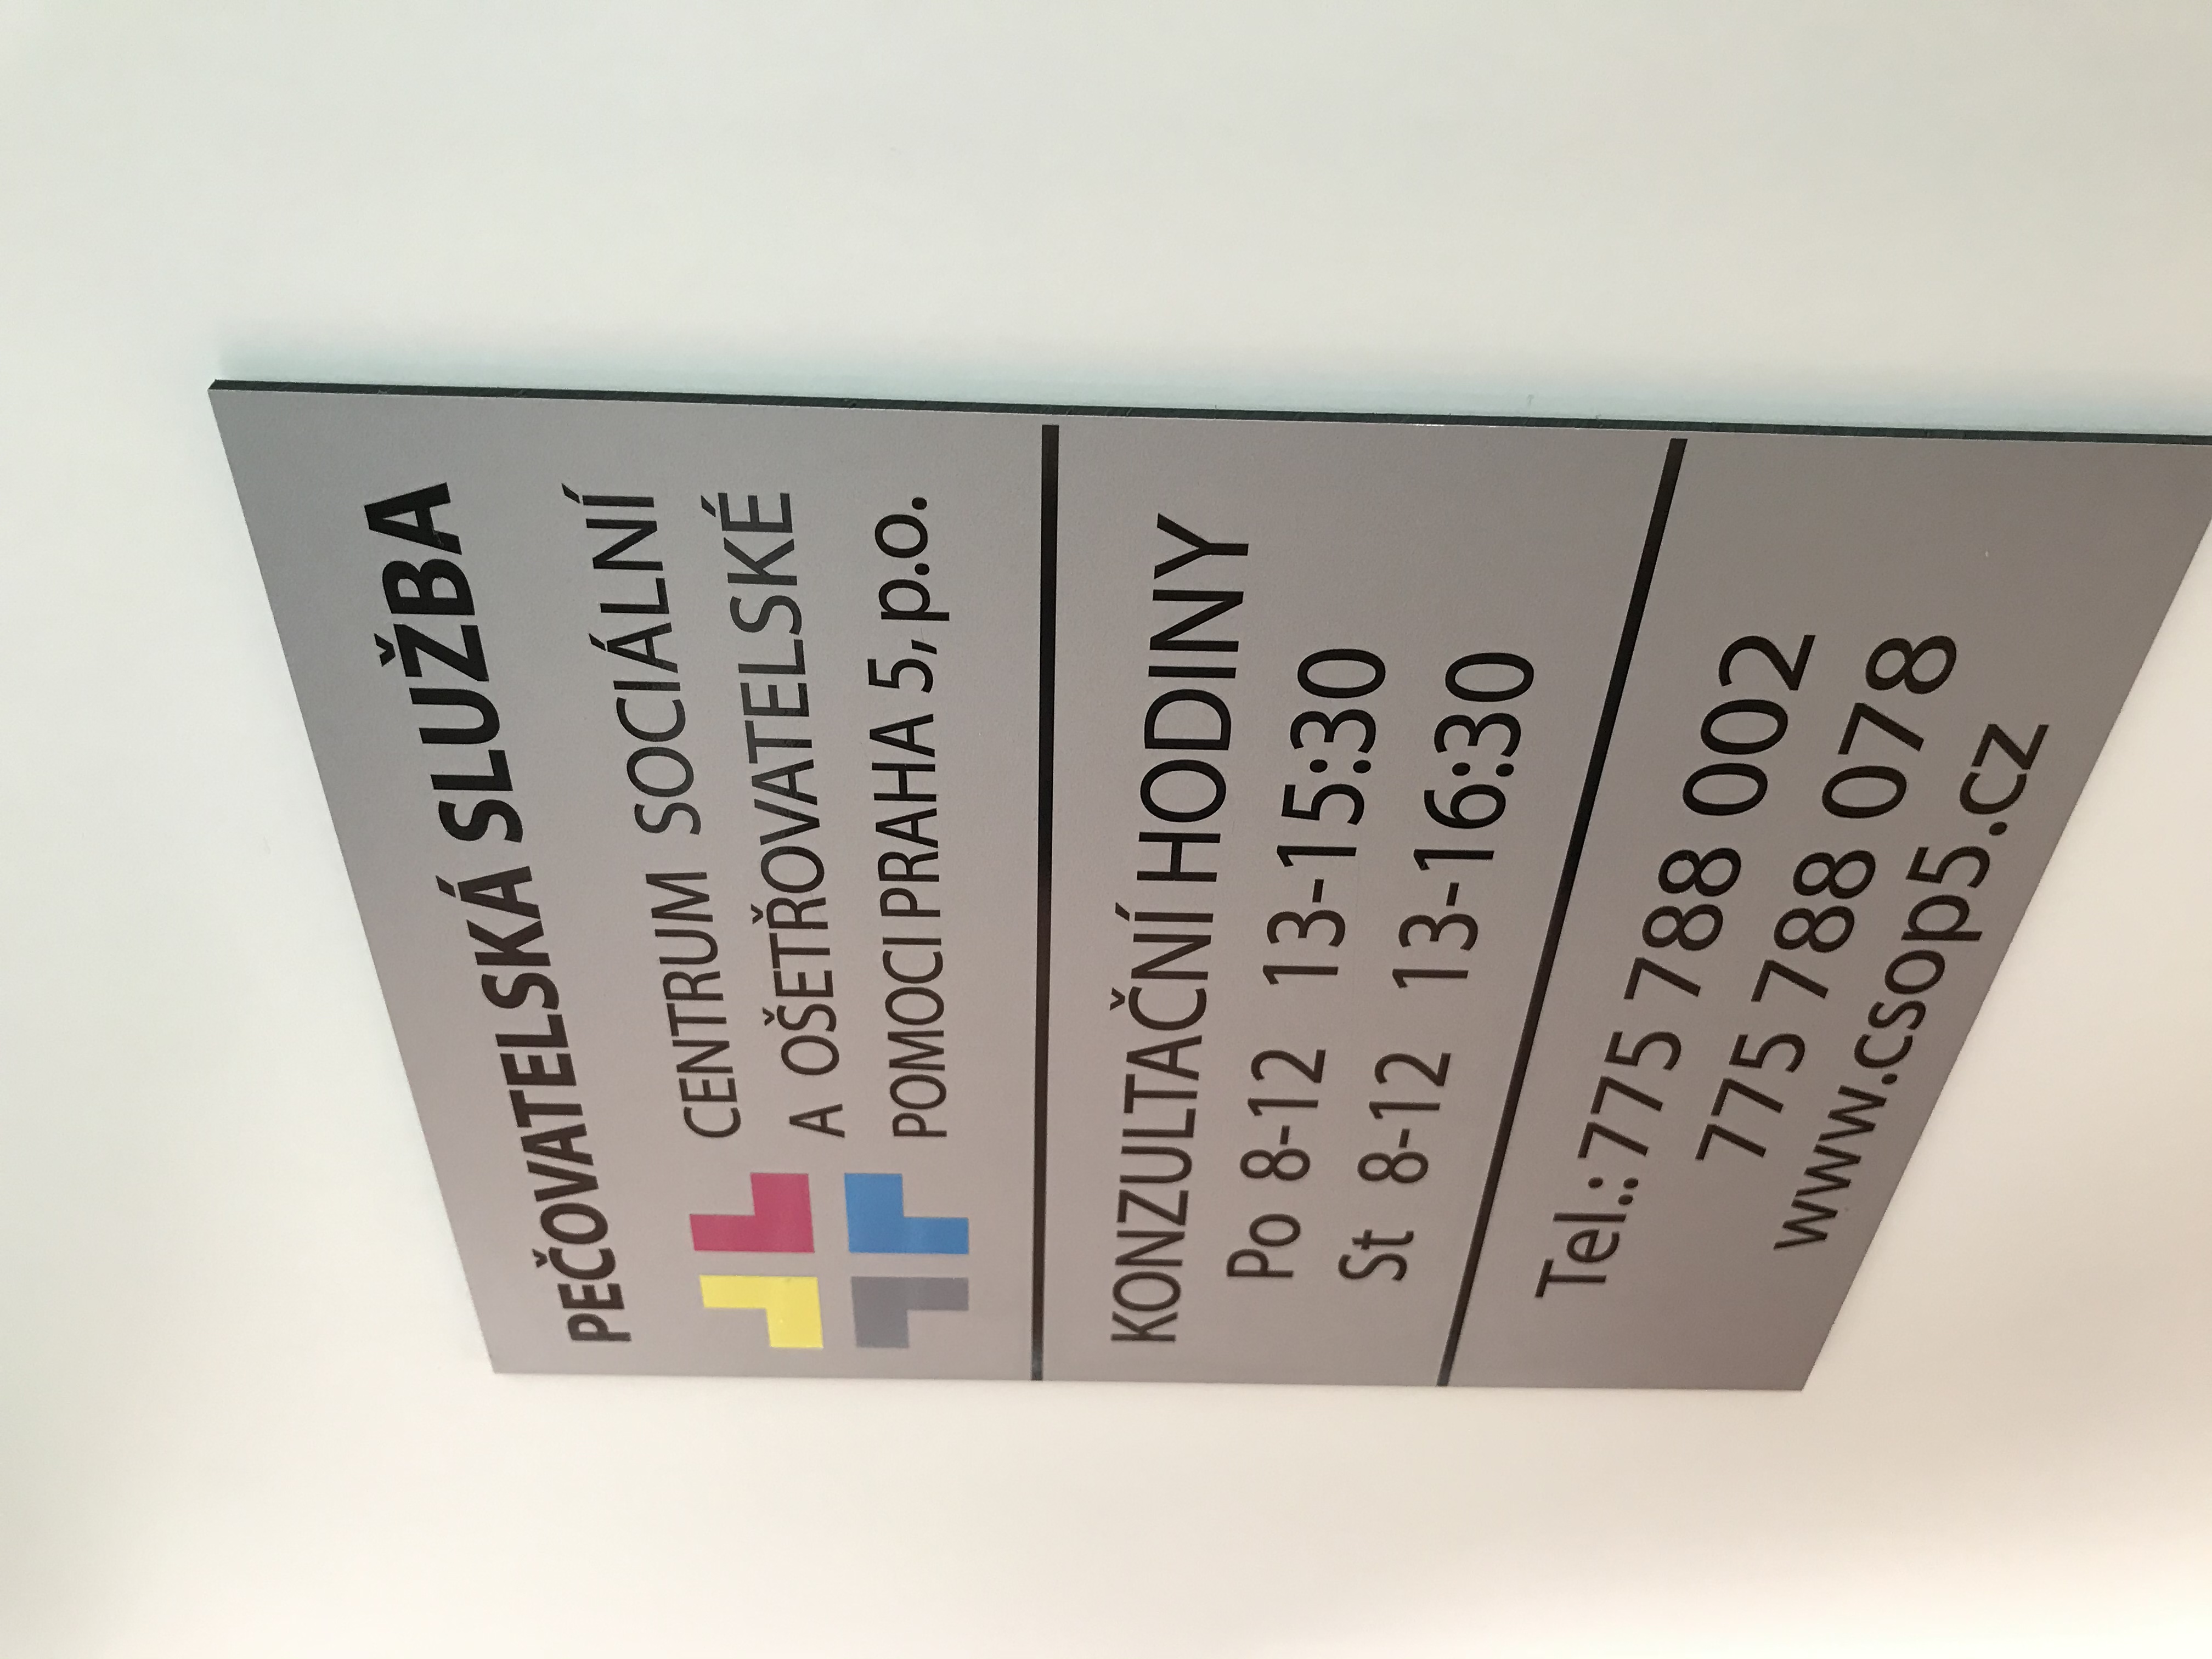 PEČOVATELSKÁ SLUŽBA
CENTRUM SOCIÁLNÍ
A OŠETŘOVATELSKÉ
POMOCI PRAHA 5, p.o.
KONZULTAČNÍ HODINY
Po 8-12 13-15:30
St 8-12 13-16:30
Tel.: 775 788 002
775 788 078
www.csop5.cz